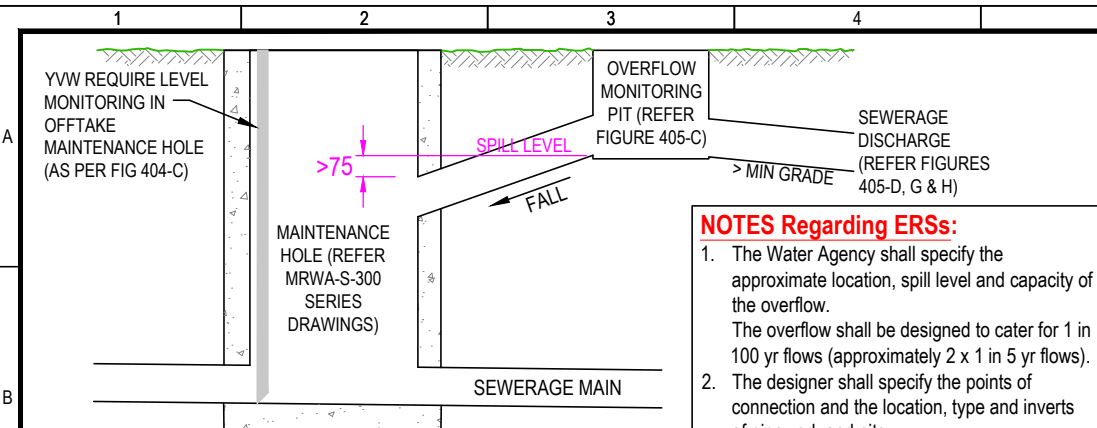 1
2
3
4
A
B
YVW REQUIRE LEVEL
MONITORING IN
OFFTAKE
MAINTENANCE HOLE
(AS PER FIG 404-C)
>75
SPILL LEVEL
OVERFLOW
MONITORING
PIT (REFER
FIGURE 405-C)
SEWERAGE
DISCHARGE
(REFER FIGURES
405-D, G & H)
> MIN GRADE
FALL
MAINTENANCE
HOLE (REFER
MRWA-S-300
SERIES
DRAWINGS)
SEWERAGE MAIN
NOTES Regarding ERSs:
1. The Water Agency shall specify the
approximate location, spill level and capacity of
the overflow.
The overflow shall be designed to cater for 1 in
100 yr flows (approximately 2 x 1 in 5 yr flows).
2. The designer shall specify the points of
connection and the location, type and inverts